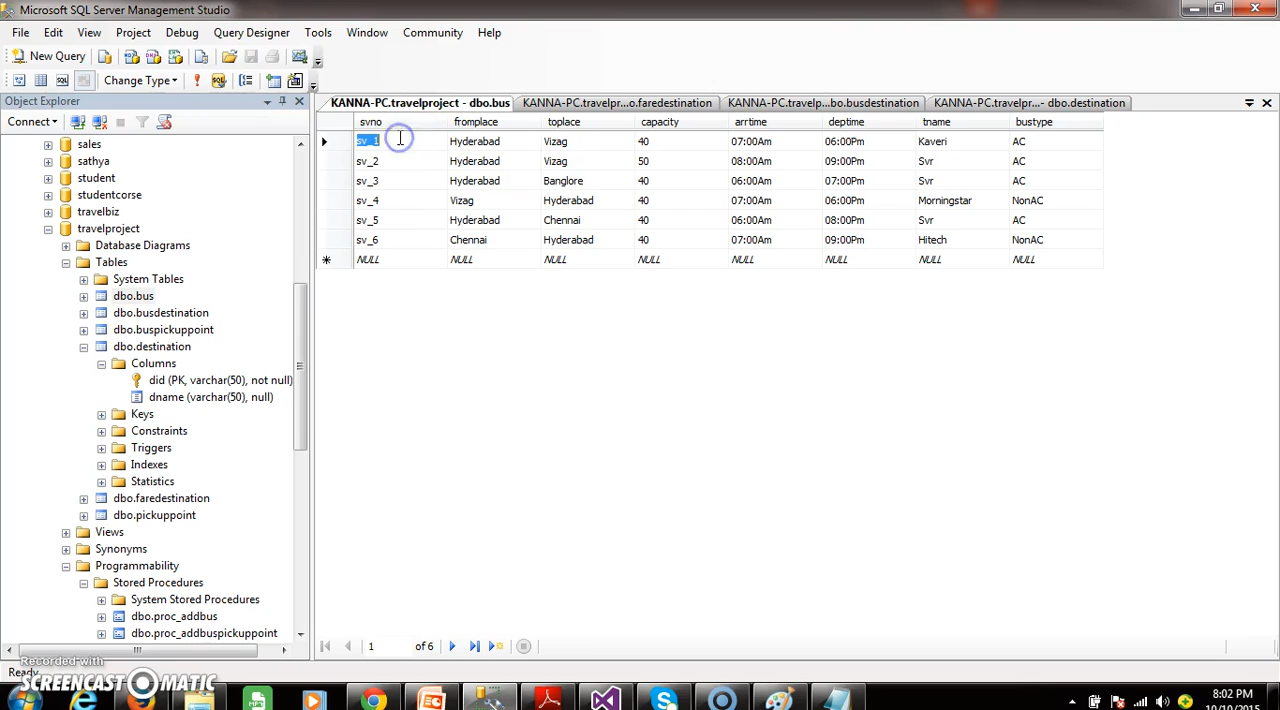 Microsoft SQL Server Management Studio
File Edit View Project Debug Query Designer Tools Window Community Help
New Query
Change Type
Object Explorer
Connect
sales
sathya
student
studentcorse
travelbiz
travelproject
Database Diagrams
Tables
System Tables
dbo.bus
dbo.busdestination
dbo.buspickuppoint
dbo.destination
Columns
did (PK, varchar(50), not null)
dname (varchar(50), null)
Keys
Constraints
Triggers
Indexes
Statistics
dbo.faredestination
dbo.pickuppoint
Views
Synonyms
Programmability
Stored Procedures
System Stored Procedures
dbo.proc_addbus
dbo.proc_addbuspickuppoint
KANNA-PC.travelproject - dbo.bus KANNA-PC.travelpr...o.faredestination KANNA-PC.travelp...bo.busdestination KANNA-PC.travelpr...- dbo.destination
svno fromplace toplace capacity arrtime deptime tname bustype
sv_1 Hyderabad Vizag 40 07:00Am 06:00Pm Kaveri AC
sv_2 Hyderabad Vizag 50 08:00Am 09:00Pm Svr AC
sv_3 Hyderabad Banglore 40 06:00Am 07:00Pm Svr AC
sv_4 Vizag Hyderabad 40 07:00Am 06:00Pm Morningstar NonAC
sv_5 Hyderabad Chennai 40 06:00Am 08:00Pm Svr AC
sv_6 Chennai Hyderabad 40 07:00Am 09:00Pm Hitech NonAC
NULL NULL NULL NULL NULL NULL NULL NULL
1 of 6
Ready
Recorded with
SCREENCAST-O-MATIC
8:02 PM
10/10/2015